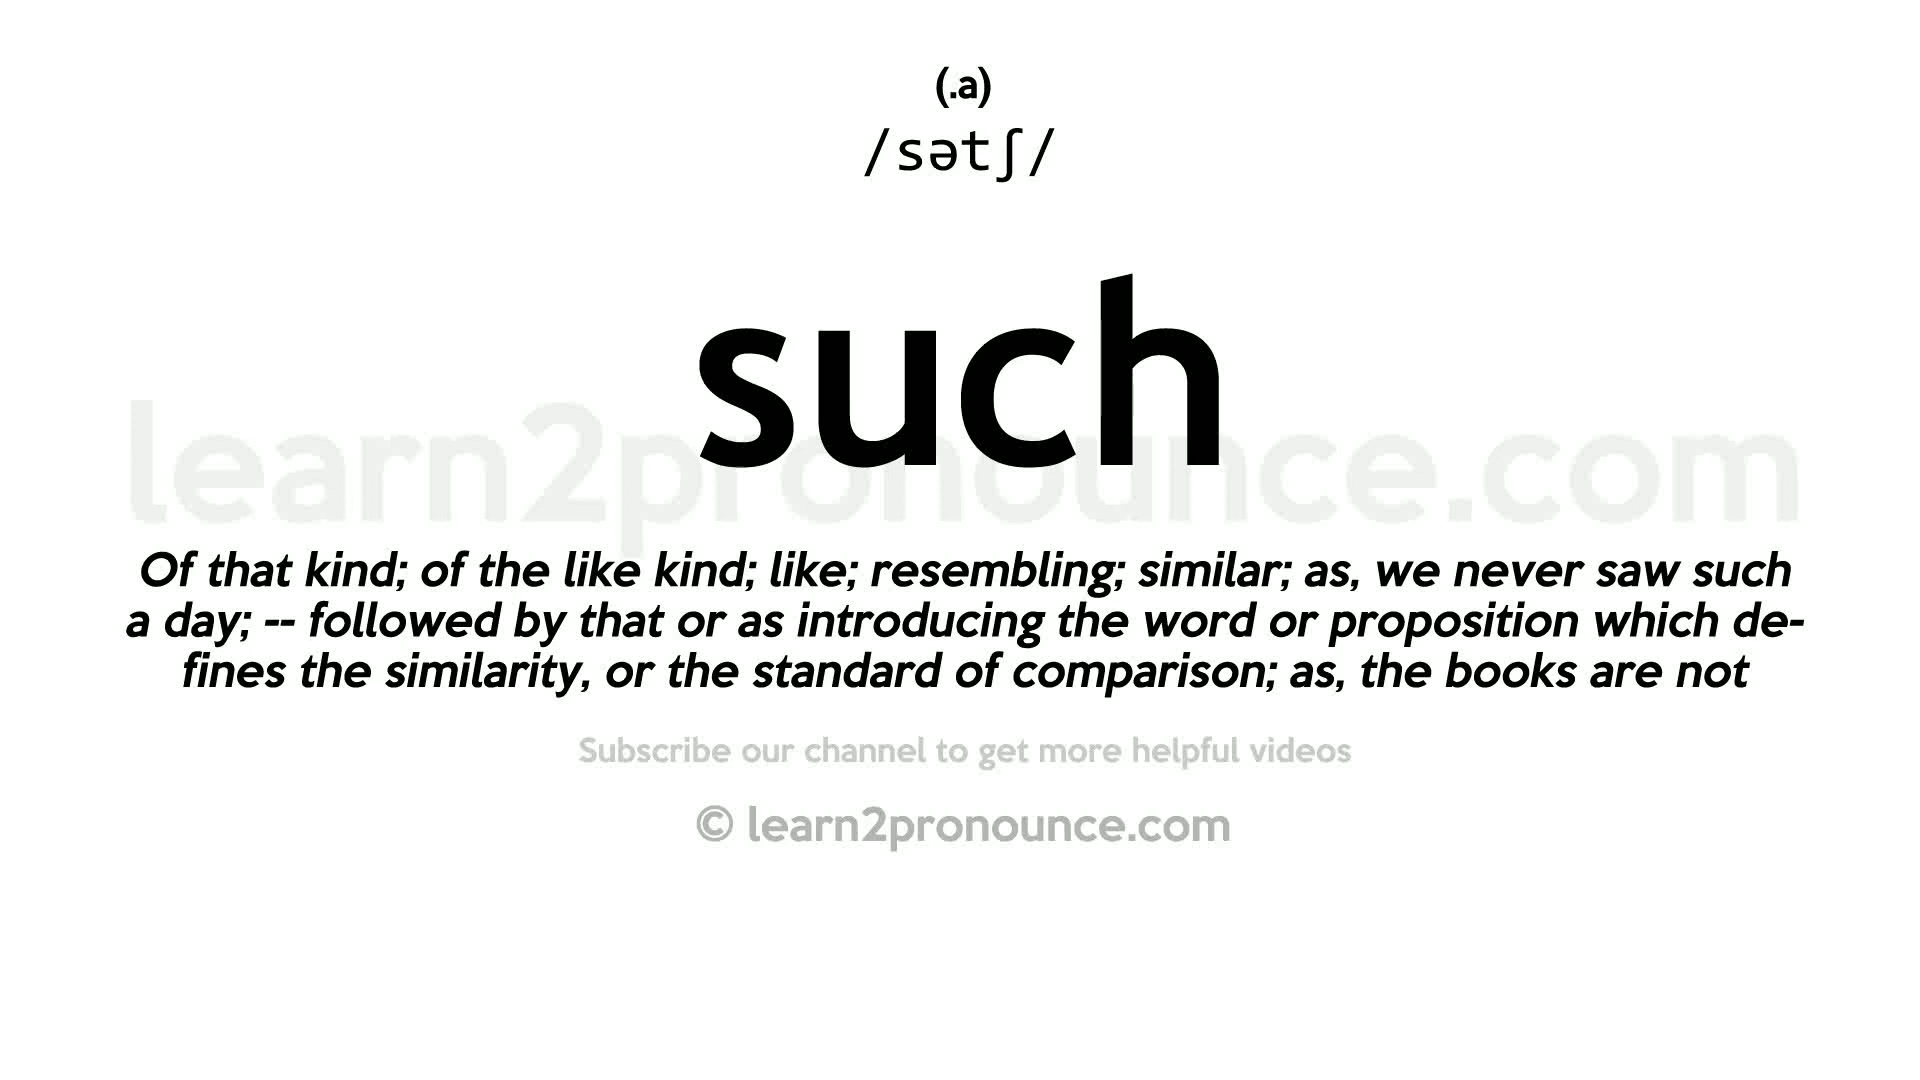 (.a)
/sətʃ/
such
learn2pronounce.com
Of that kind; of the like kind; like; resembling; similar; as, we never saw such
a day; -- followed by that or as introducing the word or proposition which de-
fines the similarity, or the standard of comparison; as, the books are not
Subscribe our channel to get more helpful videos
© learn2pronounce.com